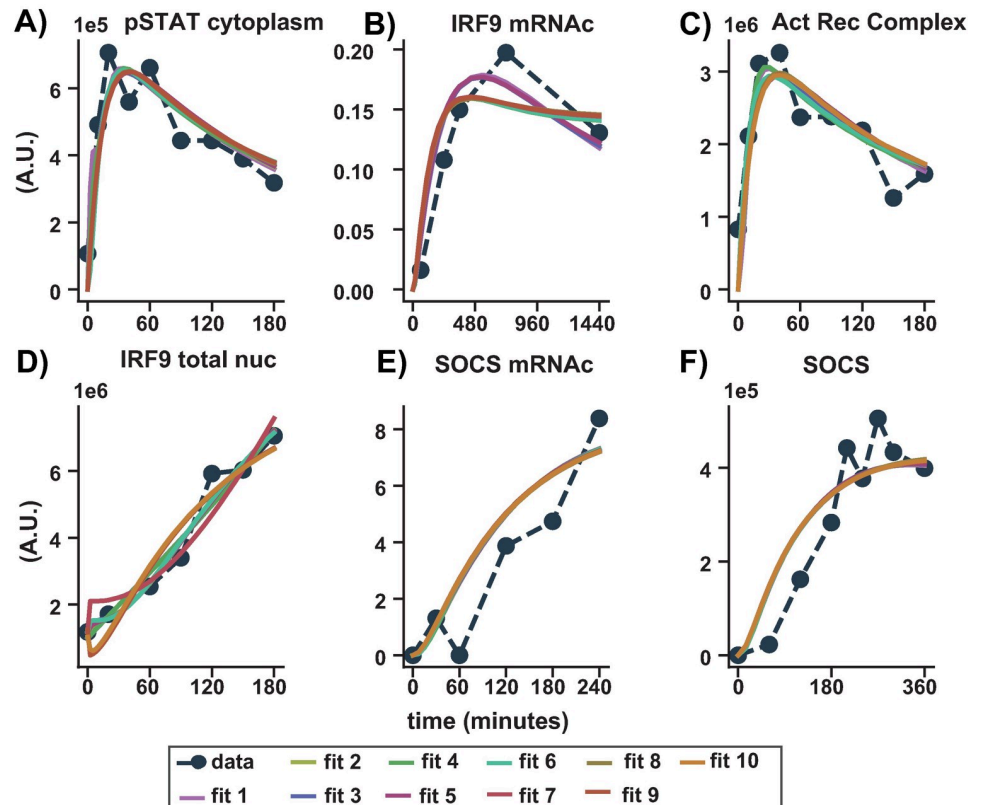 A) pSTAT cytoplasm
B) IRF9 mRNAc
C) Act Rec Complex
1e5
1e6
(A.U.)
6
4
2
0
0.20
0.15
0.10
0.05
0.00
3
2
1
0
0 60 120 180
0 480 960 1440
0 60 120 180
D) IRF9 total nuc
E) SOCS mRNAc
F) SOCS
1e6
1e5
(A.U.)
6
4
2
8
6
4
2
0
4
2
0
0 60 120 180
0 60 120 180 240
0 180 360
time (minutes)
data fit 2 fit 4 fit 6 fit 8 fit 10
fit 1 fit 3 fit 5 fit 7 fit 9